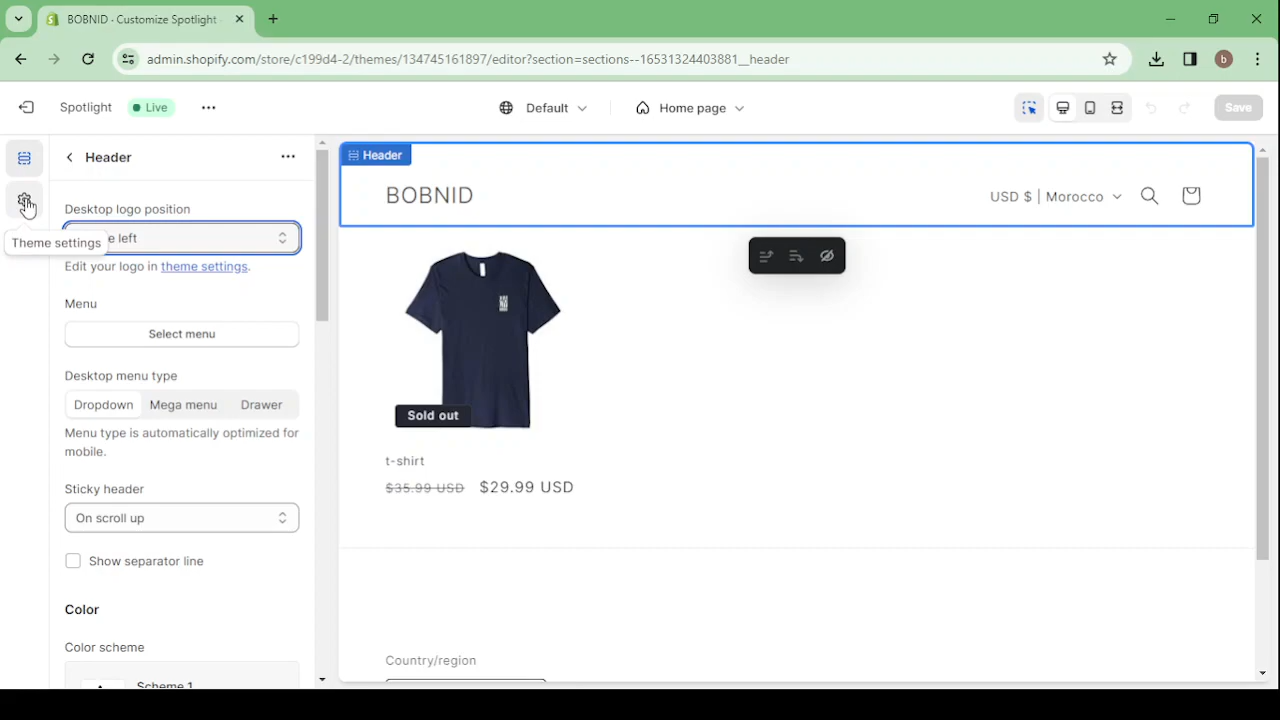 BOBNID - Customize Spotlight
admin.shopify.com/store/c199d4-2/themes/134745161897/editor?section=sections--16531324403881__header
b
Spotlight
Live
Default
Home page
Save
Header
Desktop logo position
e left
Theme settings
Edit your logo in theme settings.
Menu
Select menu
Desktop menu type
Dropdown Mega menu Drawer
Menu type is automatically optimized for
mobile.
Sticky header
On scroll up
Show separator line
Color
Color scheme
Scheme 1
Header
BOBNID
USD $ | Morocco
Sold out
t-shirt
$35.99 USD $29.99 USD
Country/region